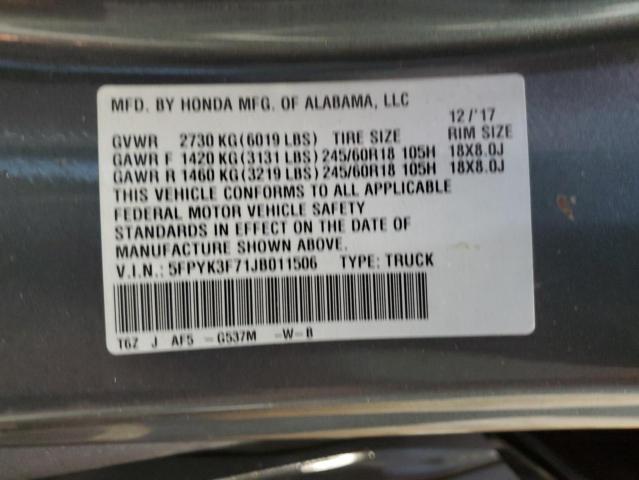 MFD. BY HONDA MFG. OF ALABAMA, LLC
12/'17
GVWR 2730 KG(6019 LBS) TIRE SIZE RIM SIZE
GAWR F 1420 KG(3131 LBS)245/60R18 105H 18X8.0J
GAWR R 1460 KG(3219 LBS)245/60R18 105H 18X8.0J
THIS VEHICLE CONFORMS TO ALL APPLICABLE
FEDERAL MOTOR VEHICLE SAFETY
STANDARDS IN EFFECT ON THE DATE OF
MANUFACTURE SHOWN ABOVE.
V.I.N.: 5FPYK3F71JB011506 TYPE: TRUCK
T6Z J AF5 -G537M -W-B